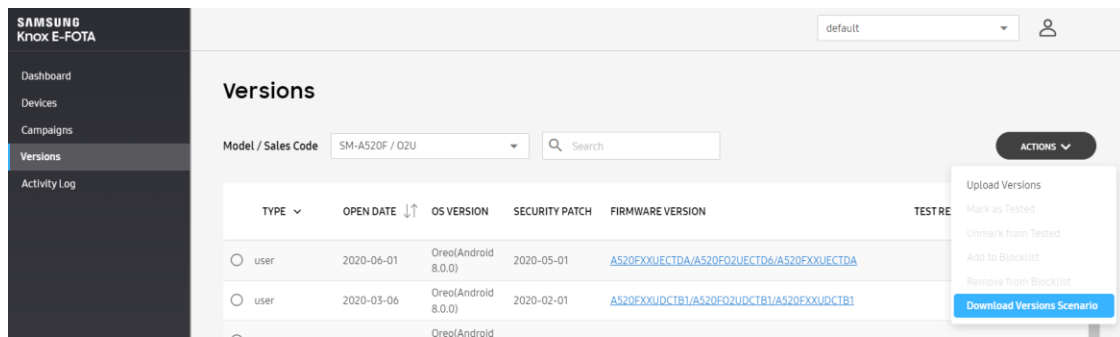 SAMSUNG
Knox E-FOTA
default
Dashboard
Devices
Campaigns
Versions
Activity Log
Versions
Model / Sales Code
SM-A520F / O2U
Search
ACTIONS
Upload Versions
Mark as Tested
Unmark from Tested
Add to Blocklist
Remove from Blocklist
Download Versions Scenario
TYPE OPEN DATE OS VERSION SECURITY PATCH FIRMWARE VERSION TEST RE
user 2020-06-01 Oreo(Android 8.0.0) 2020-05-01 A520FXXUECTDA/A520FO2UECTD6/A520FXXUECTDA
user 2020-03-06 Oreo(Android 8.0.0) 2020-02-01 A520FXXUDCTB1/A520FO2UDCTB1/A520FXXUDCTB1
Oreo(Android